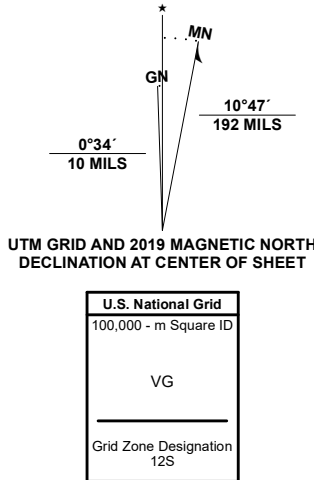 ★
MN
GN
10°47´
192 MILS
0°34´
10 MILS
UTM GRID AND 2019 MAGNETIC NORTH
DECLINATION AT CENTER OF SHEET
U.S. National Grid
100,000 - m Square ID
VG
Grid Zone Designation
12S